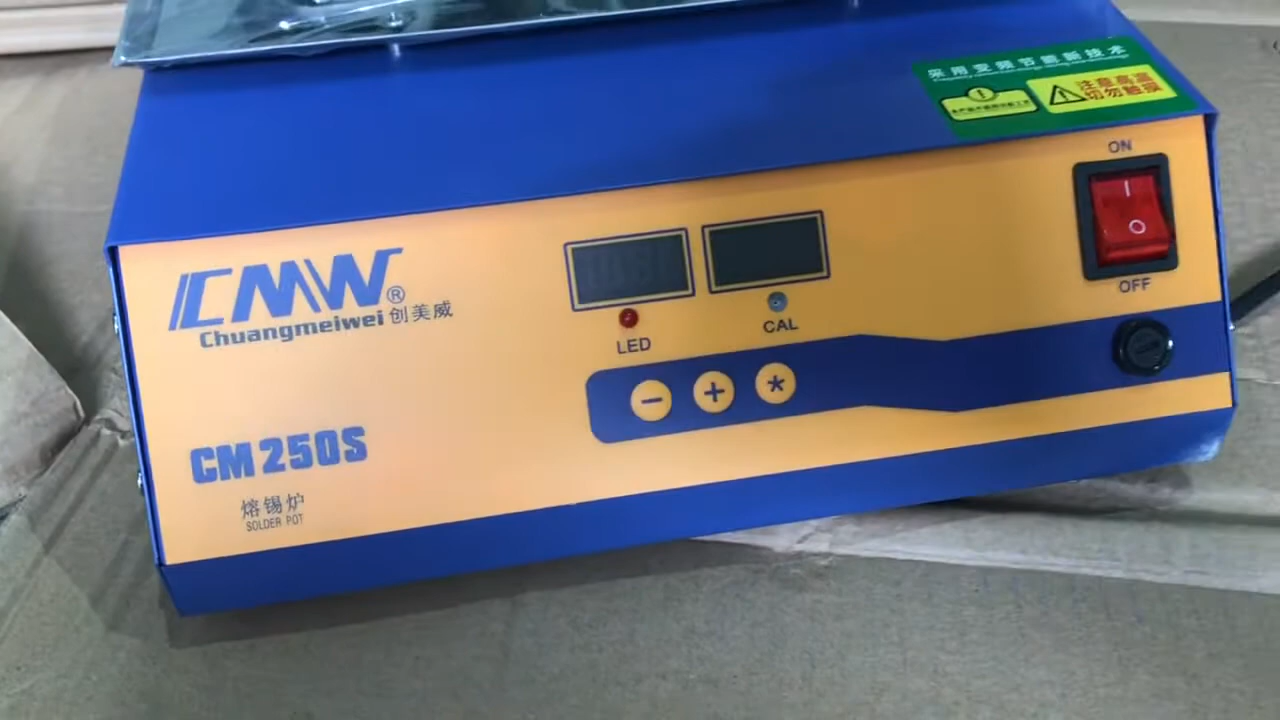 采用变频节能新技术
注意高温
切勿触摸
ON
OFF
CMW®
Chuangmeiwei 创美威
LED
CAL
− + *
CM250S
熔锡炉
SOLDER POT